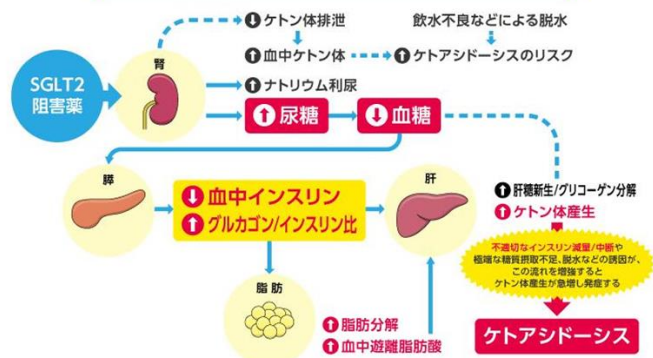 ケトン体排泄
飲水不良などによる脱水
血中ケトン体
ケトアシドーシスのリスク
腎
SGLT2
阻害薬
ナトリウム利尿
尿糖
血糖
膵
血中インスリン
グルカゴン/インスリン比
肝
肝糖新生/グリコーゲン分解
ケトン体産生
不適切なインスリン減量/中断や
極端な糖質摂取不足、脱水などの誘因が、
この流れを増強すると
ケトン体産生が急増し発症する
脂肪
脂肪分解
血中遊離脂肪酸
ケトアシドーシス